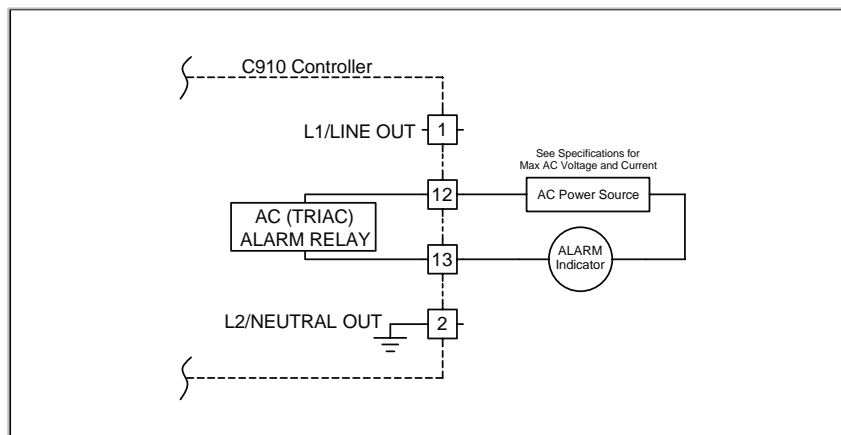 C910 Controller
L1/LINE OUT
1
See Specifications for
Max AC Voltage and Current
12
AC Power Source
AC (TRIAC)
ALARM RELAY
13
ALARM
Indicator
L2/NEUTRAL OUT
2